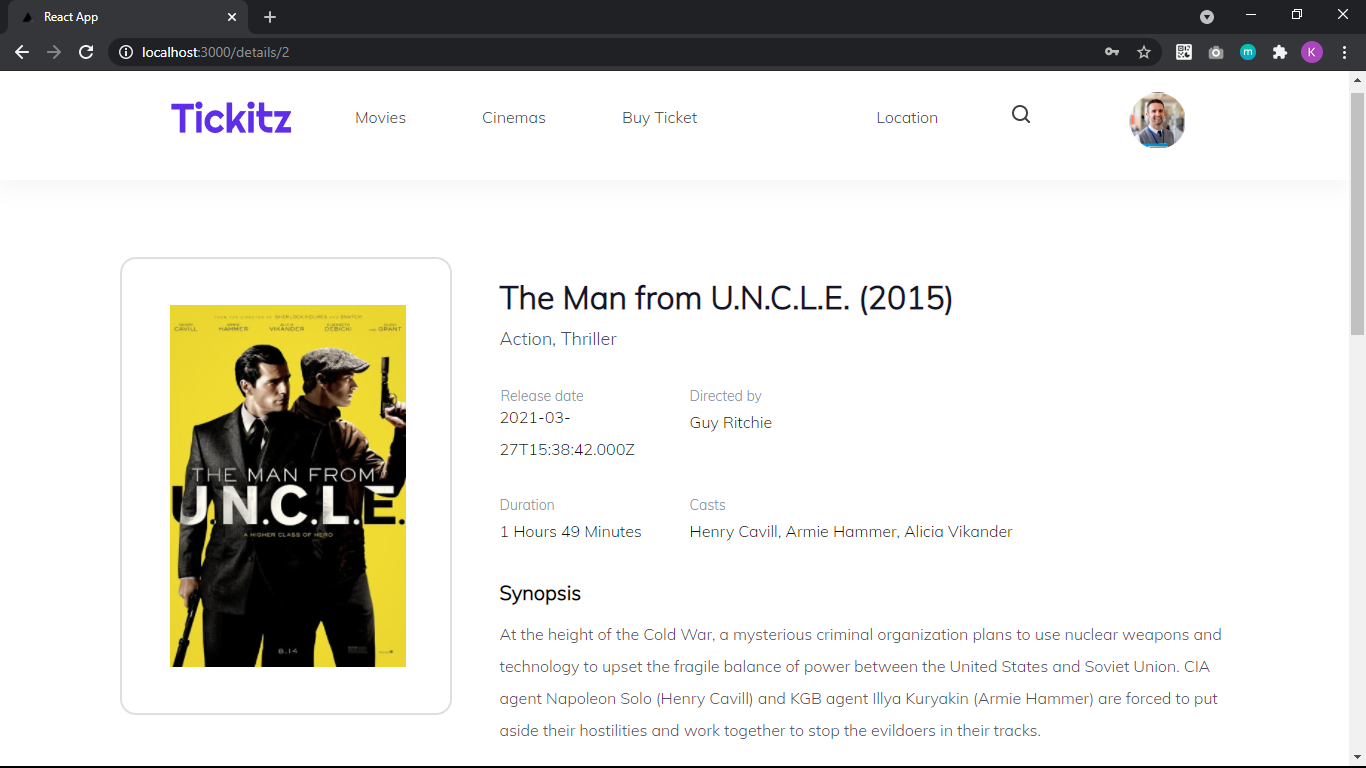 React App
localhost:3000/details/2
K
m
Tickitz
Movies
Cinemas
Buy Ticket
Location
The Man from U.N.C.L.E. (2015)
Action, Thriller
Release date
2021-03-
27T15:38:42.000Z
Directed by
Guy Ritchie
Duration
1 Hours 49 Minutes
Casts
Henry Cavill, Armie Hammer, Alicia Vikander
Synopsis
At the height of the Cold War, a mysterious criminal organization plans to use nuclear weapons and
technology to upset the fragile balance of power between the United States and Soviet Union. CIA
agent Napoleon Solo (Henry Cavill) and KGB agent Illya Kuryakin (Armie Hammer) are forced to put
aside their hostilities and work together to stop the evildoers in their tracks.
FROM THE DIRECTOR OF SHERLOCK HOLMES AND SNATCH
HENRY CAVILL
ARMIE HAMMER
ALICIA VIKANDER
ELIZABETH DEBICKI
AND HUGH GRANT
THE MAN FROM
U.N.C.L.E.
A HIGHER CLASS OF HERO
8.14